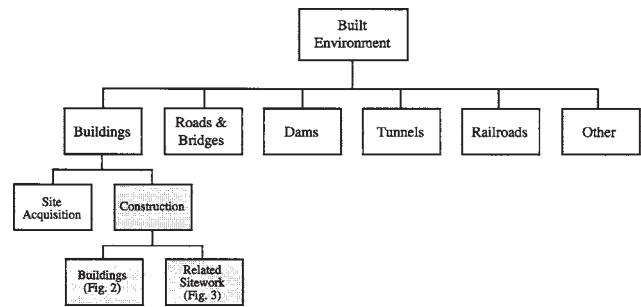 Built
Environment
Buildings
Roads &
Bridges
Dams
Tunnels
Railroads
Other
Site
Acquisition
Construction
Buildings
(Fig. 2)
Related
Sitework
(Fig. 3)